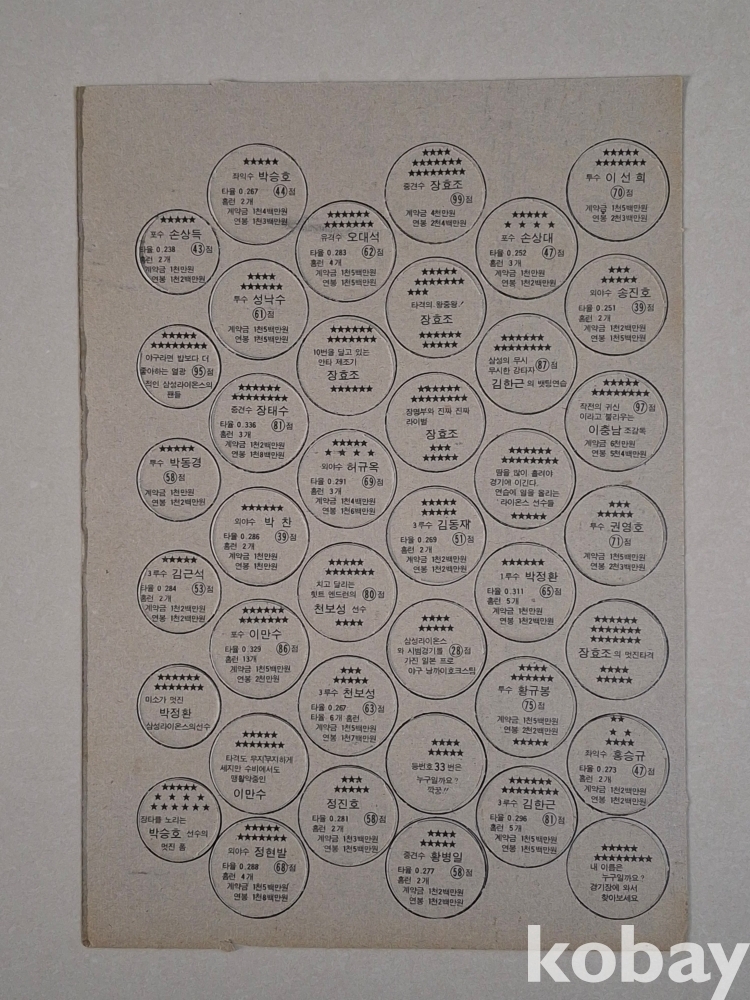 ★★★★★
좌익수 박승호
타율 0.267 44점
홈런 2개
계약금 1천4백만원
연봉 1천3백만원
★★★★★
포수 손상득
타율 0.238 43점
홈런 2개
계약금 1천만원
연봉 1천2백만원
유격수 오대석
타율 0.283 62점
홈런 4개
계약금 1천5백만원
연봉 1천5백만원
중견수 장효조
99점
계약금 4천만원
연봉 2천4백만원
포수 손상대
타율 0.252 47점
홈런 3개
계약금 1천만원
연봉 1천2백만원
투수 이선희
70점
계약금 1천5백만원
연봉 2천3백만원
투수 성낙수
61점
계약금 1천5백만원
연봉 1천5백만원
타격의 왕중왕!
장효조
외야수 송진호
타율 0.251 39점
홈런 2개
계약금 1천2백만원
연봉 1천2백만원
야구라면 밥보다 더
좋아하는 열광 95점
적인 삼성라이온스의
팬들
10번을 달고 있는
안타 제조기
장효조
삼성의 무시
무시한 강타자 87점
김한근의 뱃팅연습
중견수 장태수
타율 0.336 81점
홈런 3개
계약금 1천2백만원
연봉 1천8백만원
장명부와 진짜 진짜
라이벌
장효조
작전의 귀신 97점
이라고 불리우는
이충남 조감독
계약금 6천만원
연봉 5천4백만원
투수 박동경
58점
계약금 1천만원
연봉 1천2백만원
외야수 허규옥
타율 0.291 69점
홈런 3개
계약금 1천4백만원
연봉 1천6백만원
땀을 많이 흘려야
경기에 이긴다.
연습에 열을 올리는
라이온스 선수들
외야수 박찬
타율 0.286 39점
홈런 2개
계약금 1천만원
연봉 1천만원
3루수 김동재
타율 0.269 51점
홈런 2개
계약금 1천2백만원
연봉 1천2백만원
투수 권영호
71점
계약금 1천5백만원
연봉 2천3백만원
3루수 김근석
타율 0.284 53점
홈런 2개
계약금 1천2백만원
연봉 1천2백만원
치고 달리는
힛트 엔드런의 80점
천보성 선수
★★★★
1루수 박정환
타율 0.311 65점
홈런 5개
계약금 1천만원
연봉 1천2백만원
포수 이만수
타율 0.329 86점
홈런 13개
계약금 1천5백만원
연봉 2천만원
삼성라이온스
와 시범경기를 28점
가진 일본 프로
야구 낭까이호크스팀
장효조의 멋진타격
미소가 멋진
박정환
삼성라이온스의선수
3루수 천보성
타율 0.267 63점
타율 6개 홈런
계약금 1천5백만원
연봉 1천7백만원
투수 황규봉
75점
계약금 1천5백만원
연봉 2천2백만원
★★★★★
타격도 무지무지하게
세지만 수비에서도
맹활약중인
이만수
등번호 33번은
누구일까요?
깍꿍!!
좌익수 홍승규
타율 0.273 47점
홈런 2개
계약금 1천2백만원
연봉 1천2백만원
장타를 노리는
박승호 선수의
멋진 폼
정진호
타율 0.281 58점
홈런 2개
계약금 1천3백만원
연봉 1천5백만원
3루수 김한근
타율 0.296 81점
홈런 5개
계약금 1천5백만원
연봉 1천5백만원
외야수 정현발
타율 0.288 68점
홈런 4개
계약금 1천5백만원
연봉 1천8백만원
중견수 황병일
타율 0.277 58점
홈런 2개
계약금 1천2백만원
연봉 1천2백만원
내 이름은
누구일까요?
경기장에 와서
찾아보세요
kobay